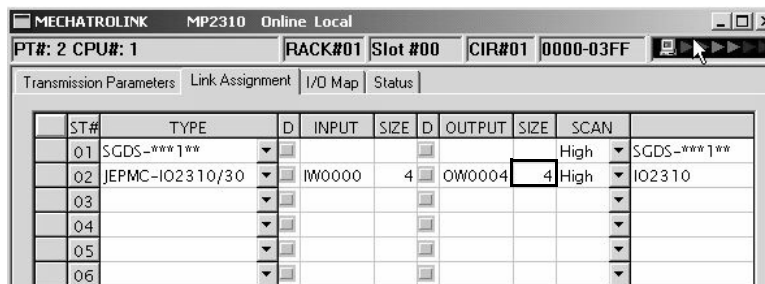 MECHATROLINK MP2310 Online Local
PT#: 2 CPU#: 1 RACK#01 Slot #00 CIR#01 0000-03FF
Transmission Parameters Link Assignment I/O Map Status
ST# TYPE D INPUT SIZE D OUTPUT SIZE SCAN
01 SGDS-***1** High SGDS-***1**
02 JEPMC-IO2310/30 IW0000 4 OW0004 4 High IO2310
03
04
05
06